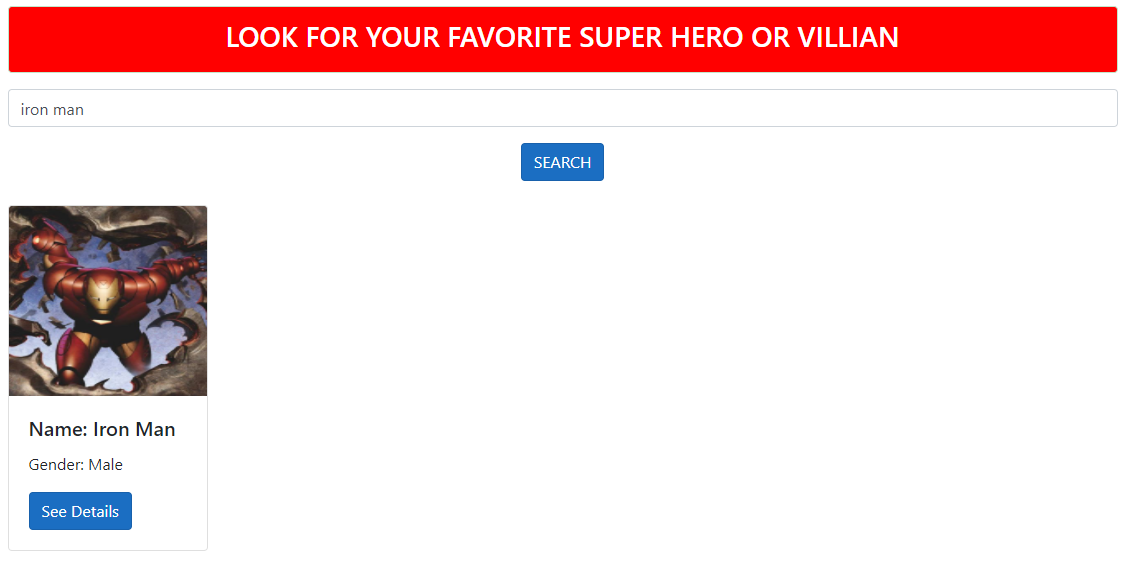 LOOK FOR YOUR FAVORITE SUPER HERO OR VILLIAN
iron man
SEARCH
Name: Iron Man
Gender: Male
See Details